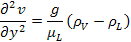 ∂²v/∂y² = g/μ_L (ρ_V − ρ_L)